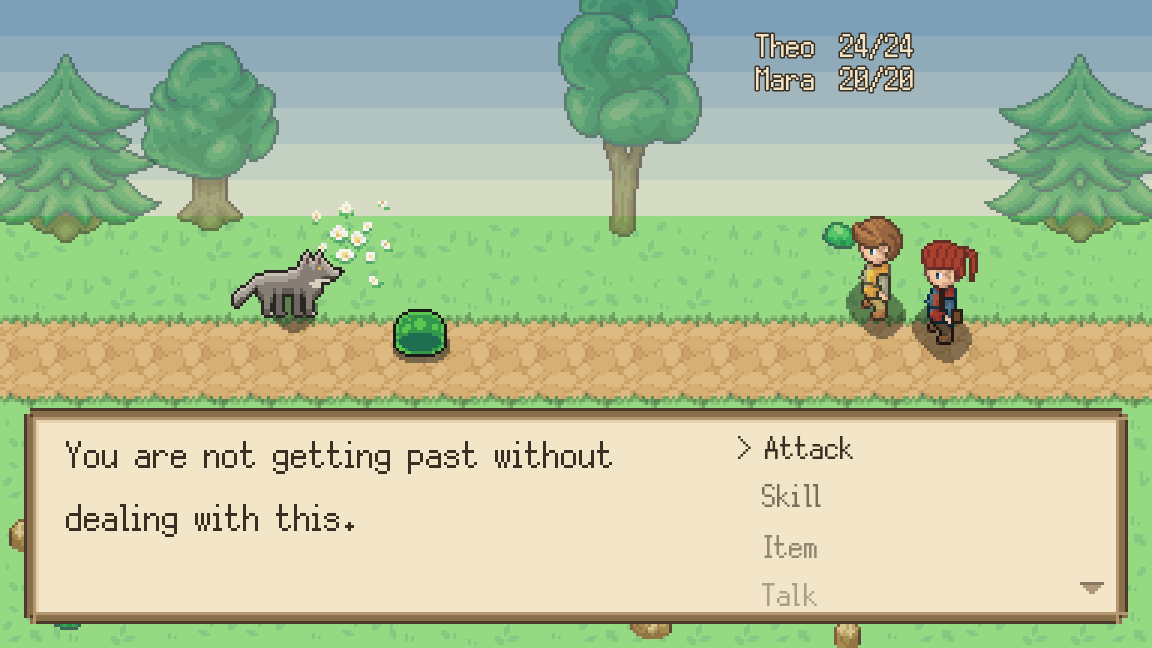 Theo 24/24
Mara 20/20
You are not getting past without
dealing with this.
> Attack
Skill
Item
Talk